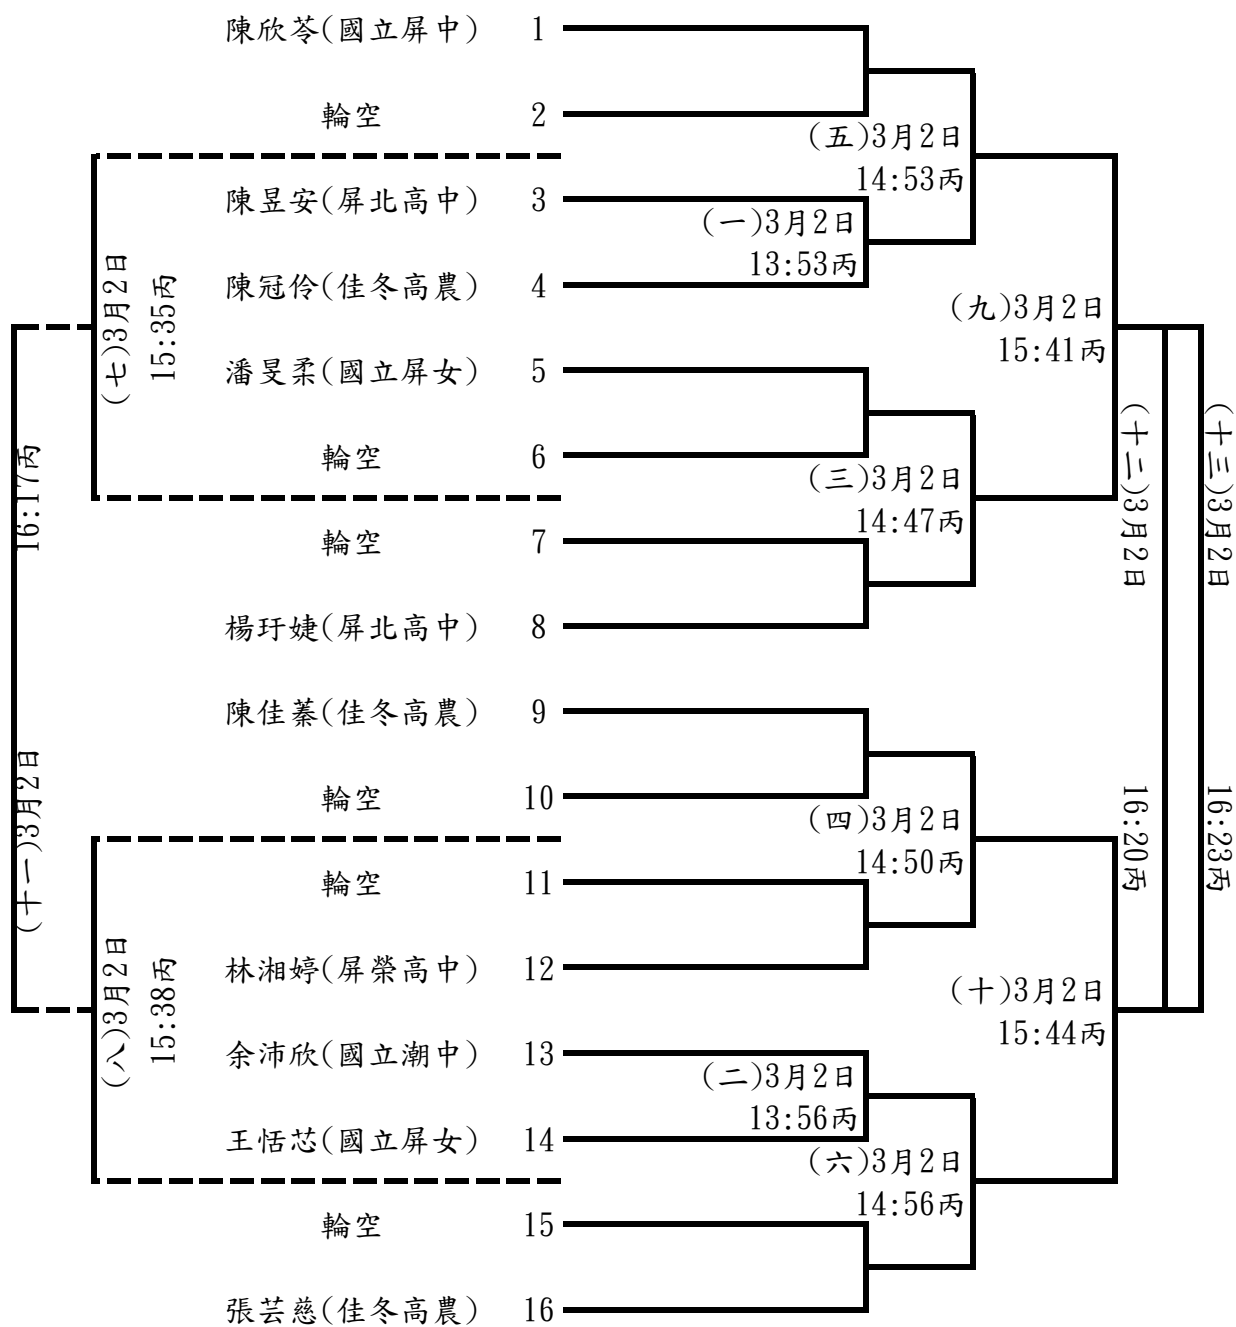 陳欣苓(國立屏中) 1
輪空 2
(五)3月2日
14:53丙
陳昱安(屏北高中) 3
(一)3月2日
13:53丙
陳冠伶(佳冬高農) 4
(七)3月2日
15:35丙
(九)3月2日
15:41丙
潘旻柔(國立屏女) 5
輪空 6
(三)3月2日
14:47丙
輪空 7
楊玗婕(屏北高中) 8
(十一)3月2日 16:17丙
(十二)3月2日 16:20丙
(十三)3月2日 16:23丙
陳佳蓁(佳冬高農) 9
輪空 10
(四)3月2日
14:50丙
輪空 11
林湘婷(屏榮高中) 12
(八)3月2日
15:38丙
(十)3月2日
15:44丙
余沛欣(國立潮中) 13
(二)3月2日
13:56丙
王恬芯(國立屏女) 14
(六)3月2日
14:56丙
輪空 15
張芸慈(佳冬高農) 16